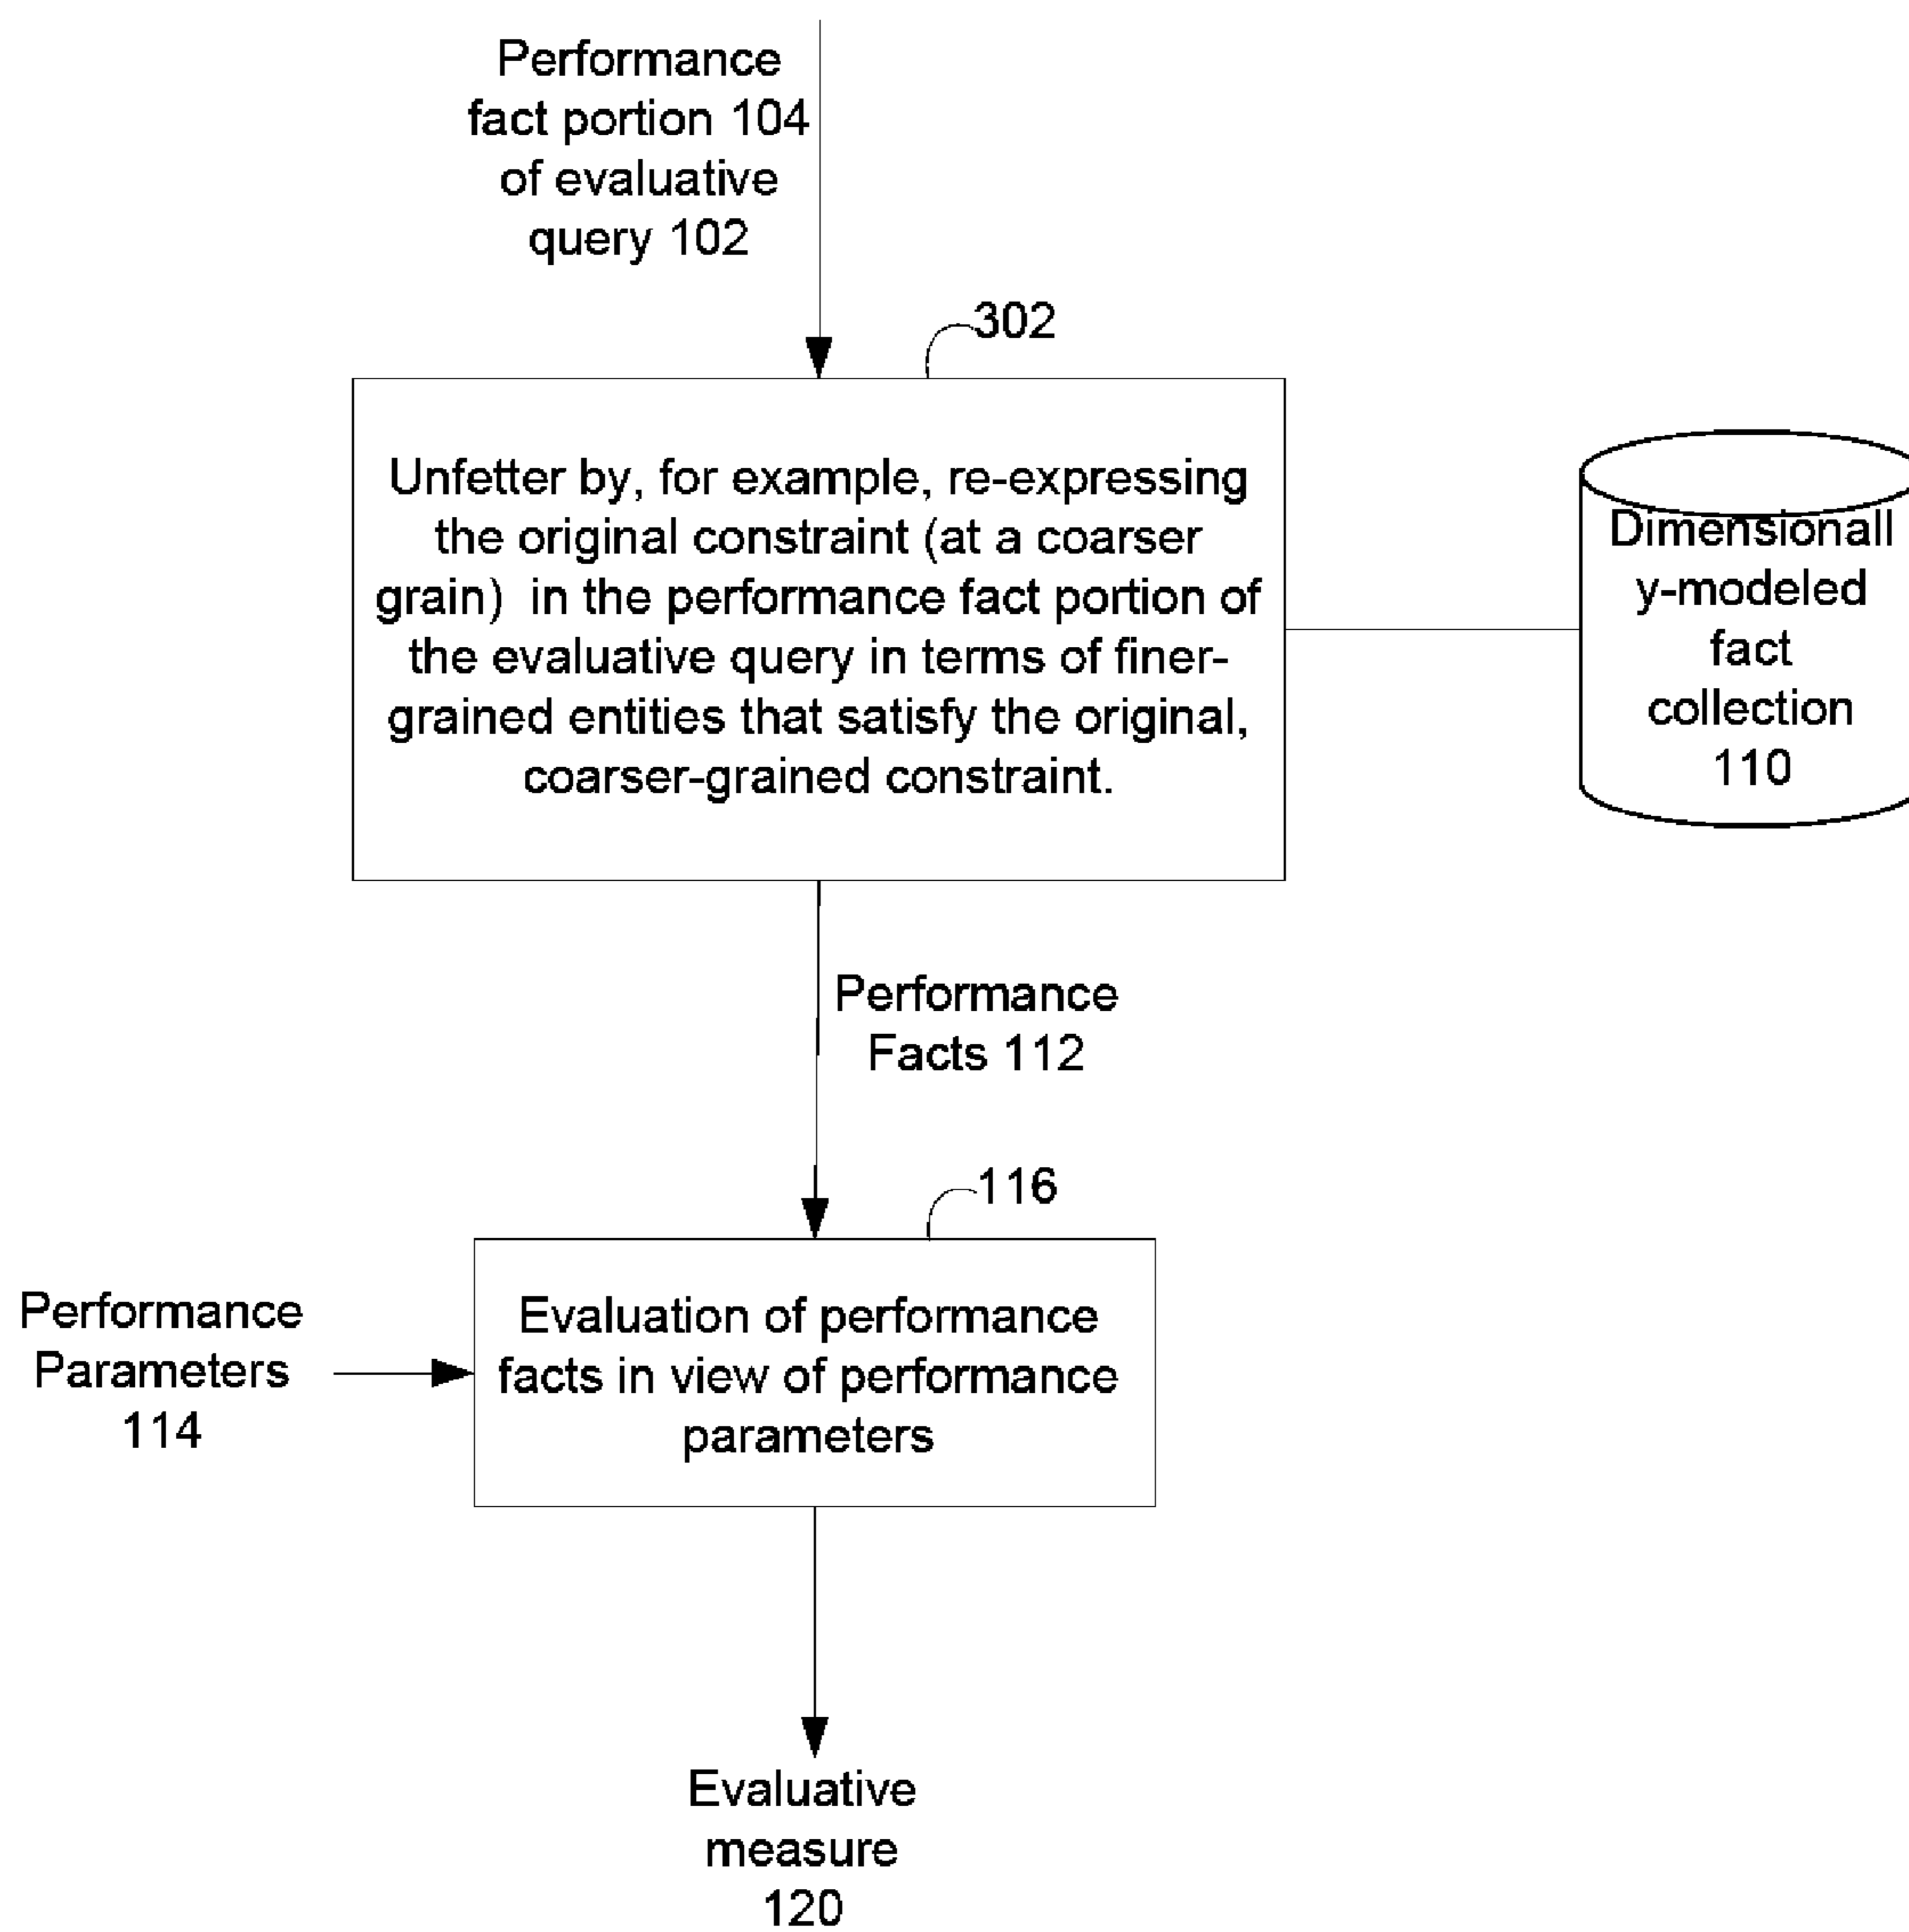 Performance
fact portion 104
of evaluative
query 102
302
Unfetter by, for example, re-expressing
the original constraint (at a coarser
grain) in the performance fact portion of
the evaluative query in terms of finer-
grained entities that satisfy the original,
coarser-grained constraint.
Dimensionall
y-modeled
fact
collection
110
Performance
Facts 112
116
Performance
Parameters
114
Evaluation of performance
facts in view of performance
parameters
Evaluative
measure
120